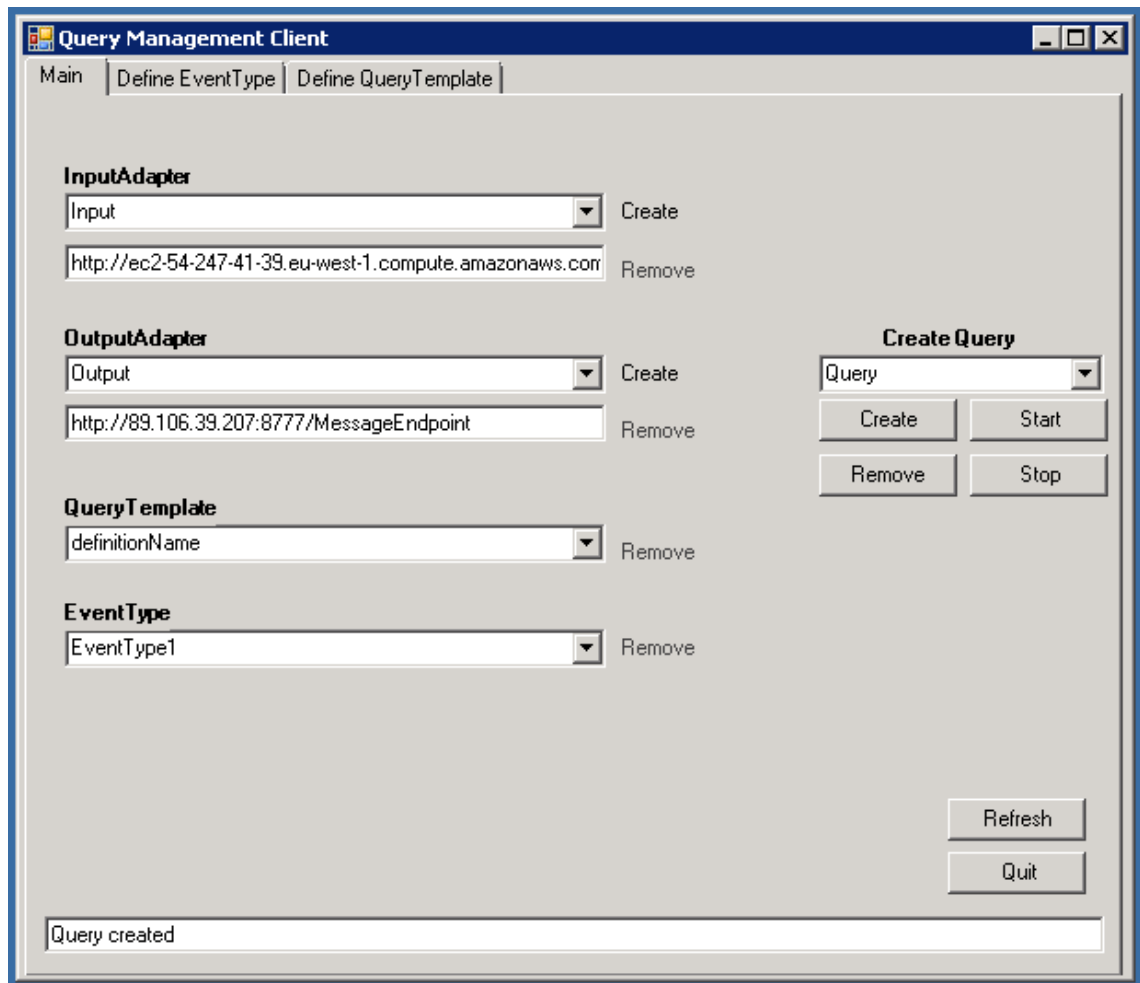 Query Management Client
Main Define EventType Define QueryTemplate
InputAdapter
Input Create
http://ec2-54-247-41-39.eu-west-1.compute.amazonaws.com
Remove
OutputAdapter Create Query
Output Create Query
http://89.106.39.207:8777/MessageEndpoint Remove Create Start
Remove Stop
QueryTemplate
definitionName Remove
EventType
EventType1 Remove
Refresh
Quit
Query created